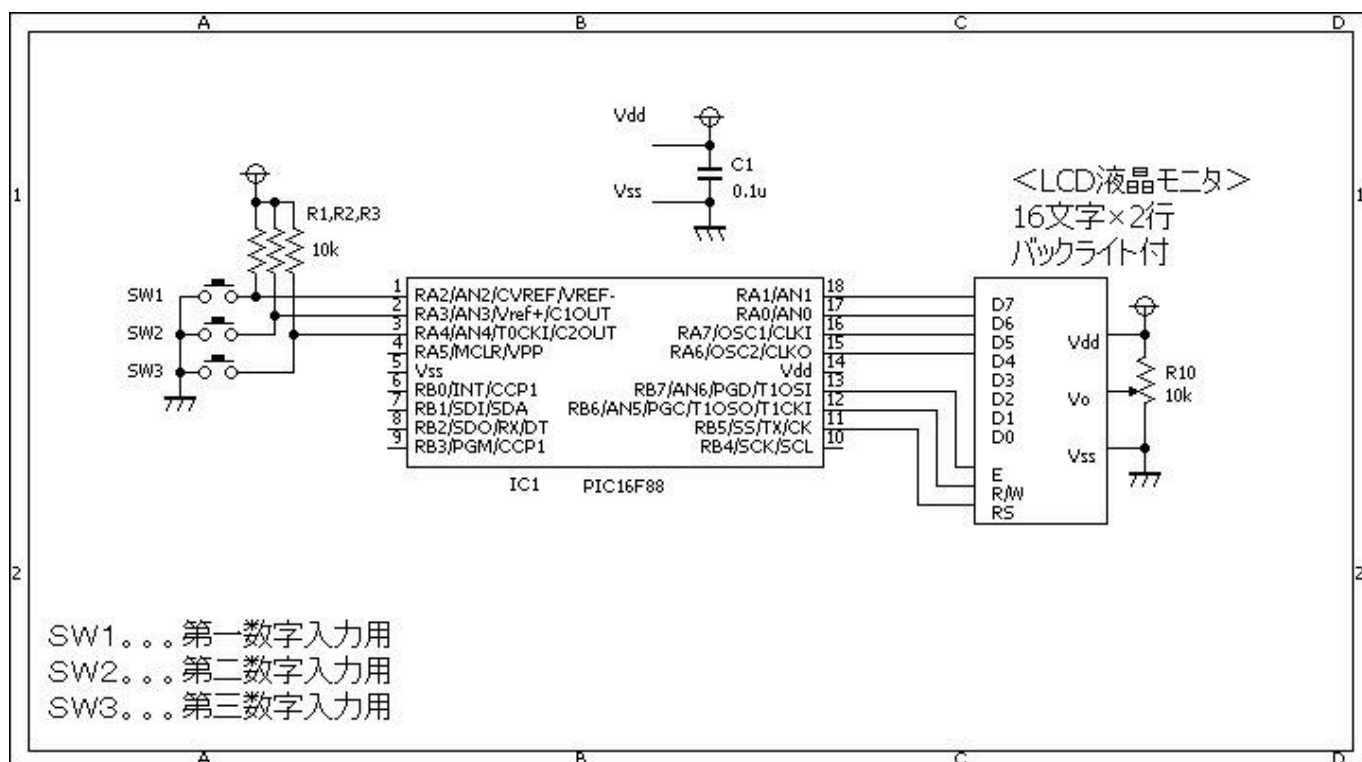 A
B
C
D
1
1
2
2
A
B
C
D
Vdd
Vss
C1
0.1u
R1,R2,R3
10k
SW1
SW2
SW3
1
2
3
4
5
6
7
8
9
RA2/AN2/CVREF/VREF-
RA3/AN3/Vref+/C1OUT
RA4/AN4/T0CKI/C2OUT
RA5/MCLR/VPP
Vss
RB0/INT/CCP1
RB1/SDI/SDA
RB2/SDO/RX/DT
RB3/PGM/CCP1
RA1/AN1
RA0/AN0
RA7/OSC1/CLKI
RA6/OSC2/CLKO
Vdd
RB7/AN6/PGD/T1OSI
RB6/AN5/PGC/T1OSO/T1CKI
RB5/SS/TX/CK
RB4/SCK/SCL
18
17
16
15
14
13
12
11
10
IC1 PIC16F88
<LCD液晶モニタ>
16文字×2行
バックライト付
D7
D6
D5
D4
D3
D2
D1
D0
E
R/W
RS
Vdd
Vo
Vss
R10
10k
SW1。。。第一数字入力用
SW2。。。第二数字入力用
SW3。。。第三数字入力用